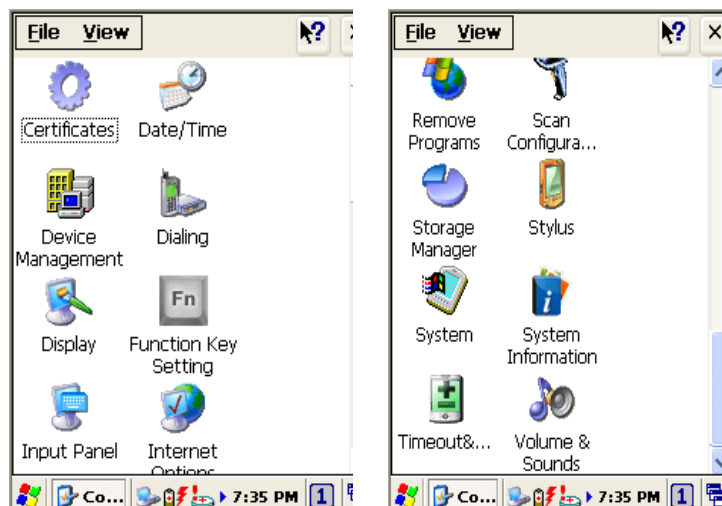 File View
Certificates Date/Time
Device Management Dialing
Display Function Key Setting
Fn
Input Panel Internet Options
Co... 7:35 PM 1
File View
Remove Programs Scan Configura...
Storage Manager Stylus
System System Information
Timeout&... Volume & Sounds
Co... 7:35 PM 1